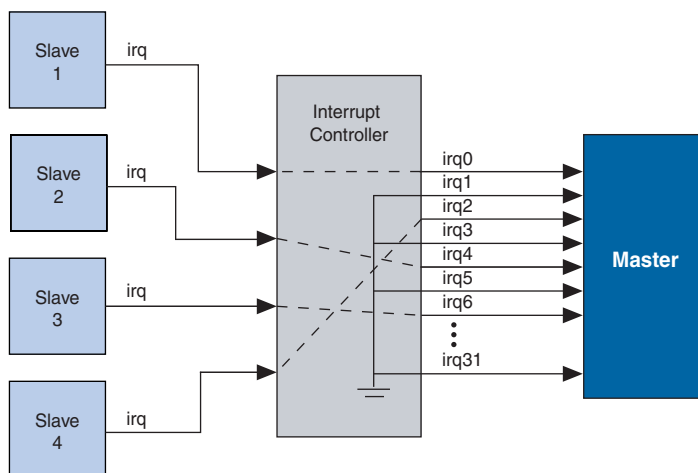 Slave
1
irq
Slave
2
irq
Slave
3
irq
Slave
4
irq
Interrupt
Controller
irq0
irq1
irq2
irq3
irq4
irq5
irq6
irq31
Master